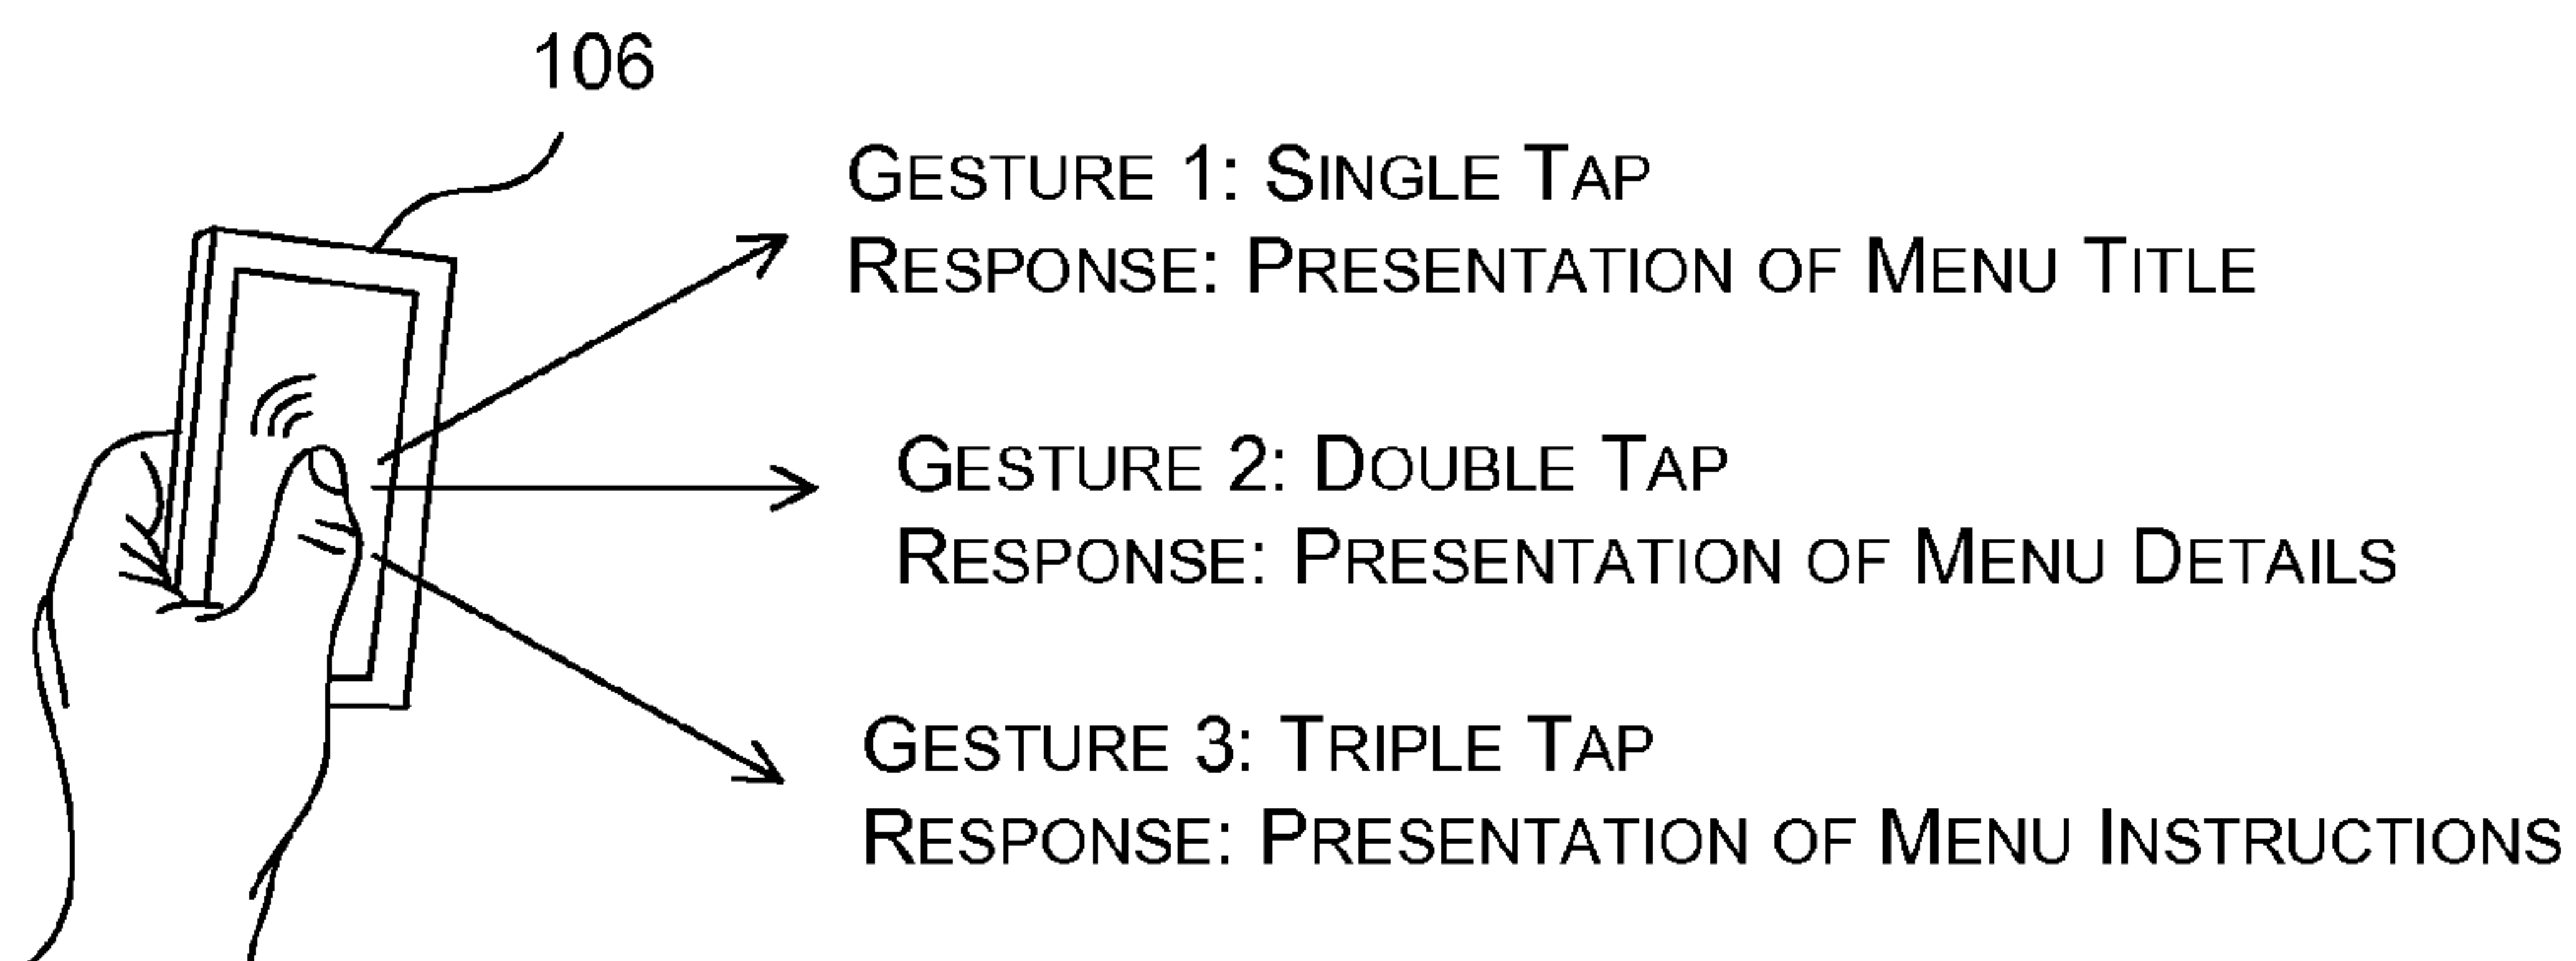 106
GESTURE 1: SINGLE TAP
RESPONSE: PRESENTATION OF MENU TITLE
GESTURE 2: DOUBLE TAP
RESPONSE: PRESENTATION OF MENU DETAILS
GESTURE 3: TRIPLE TAP
RESPONSE: PRESENTATION OF MENU INSTRUCTIONS